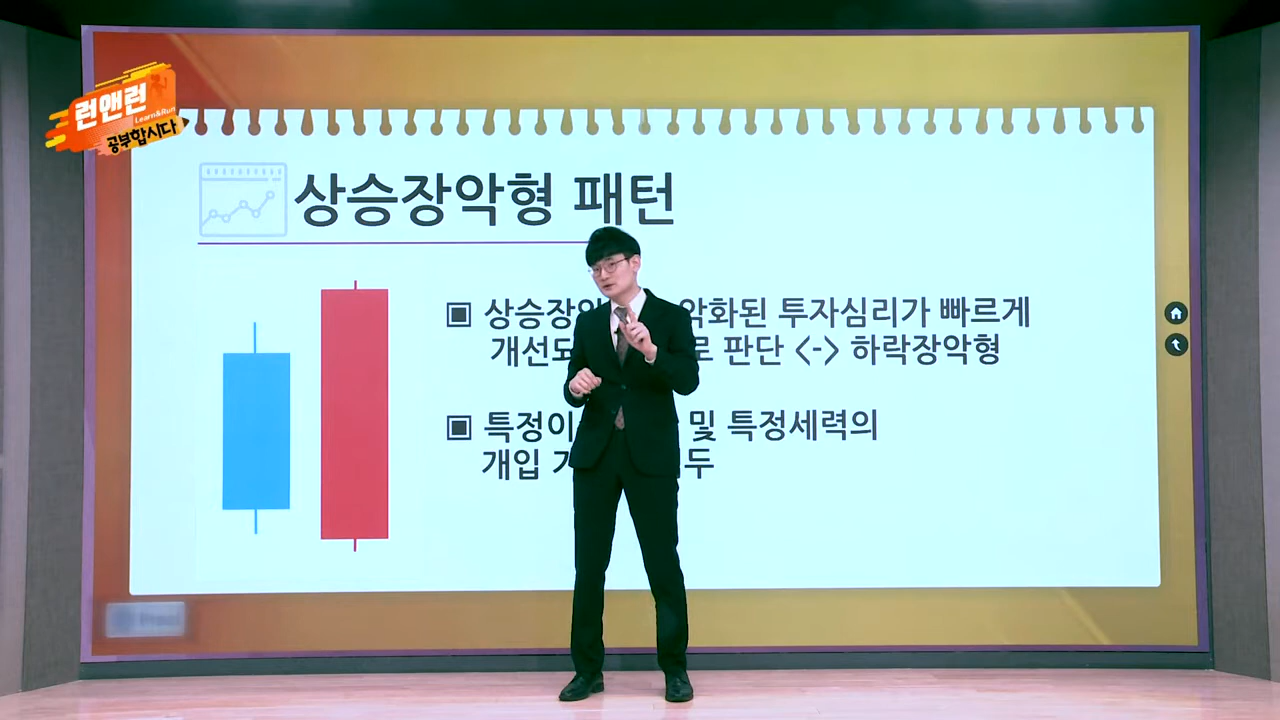 런앤런
Learn&Run
공부합시다
상승장악형 패턴
▣ 상승장악 악화된 투자심리가 빠르게
개선되 로 판단 <-> 하락장악형
▣ 특정이 및 특정세력의
개입 두